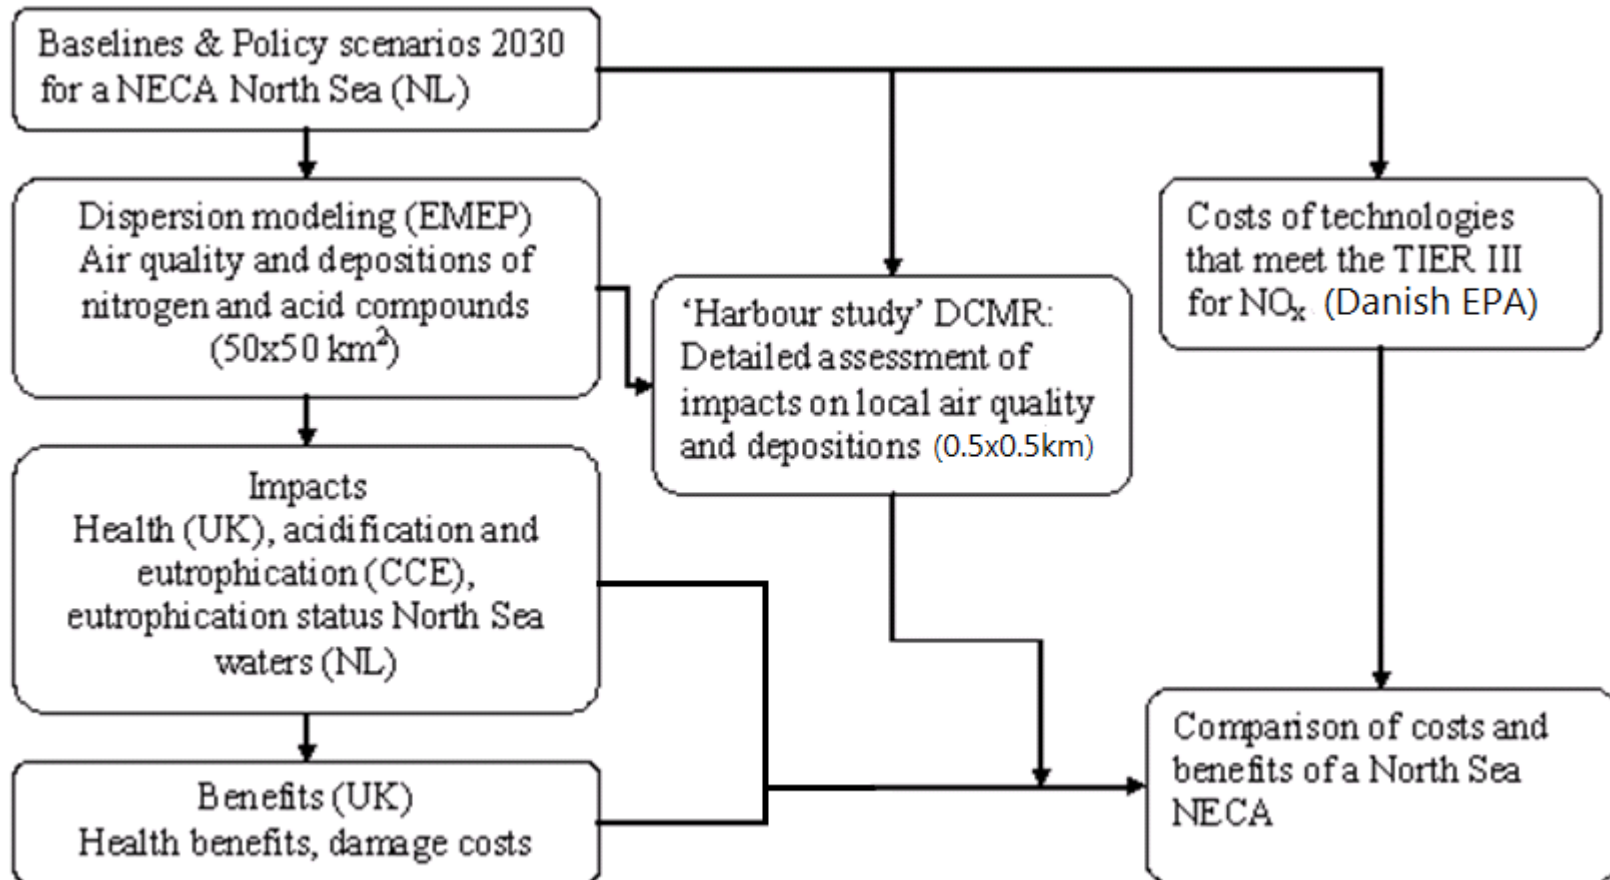 Baselines & Policy scenarios 2030
for a NECA North Sea (NL)
Dispersion modeling (EMEP)
Air quality and depositions of
nitrogen and acid compounds
(50x50 km²)
Impacts
Health (UK), acidification and
eutrophication (CCE),
eutrophication status North Sea
waters (NL)
Benefits (UK)
Health benefits, damage costs
‘Harbour study’ DCMR:
Detailed assessment of
impacts on local air quality
and depositions (0.5x0.5km)
Costs of technologies
that meet the TIER III
for NOₓ (Danish EPA)
Comparison of costs and
benefits of a North Sea
NECA